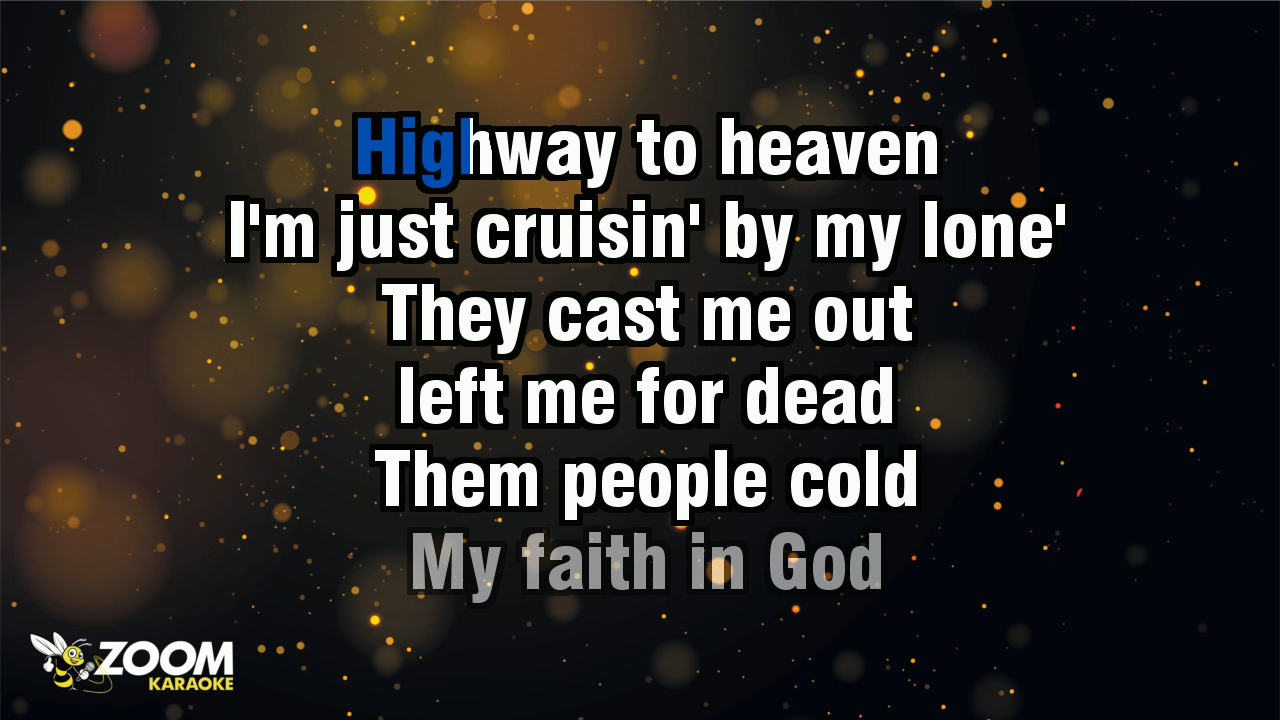 Highway to heaven
I'm just cruisin' by my lone'
They cast me out
left me for dead
Them people cold
My faith in God
ZOOM
KARAOKE